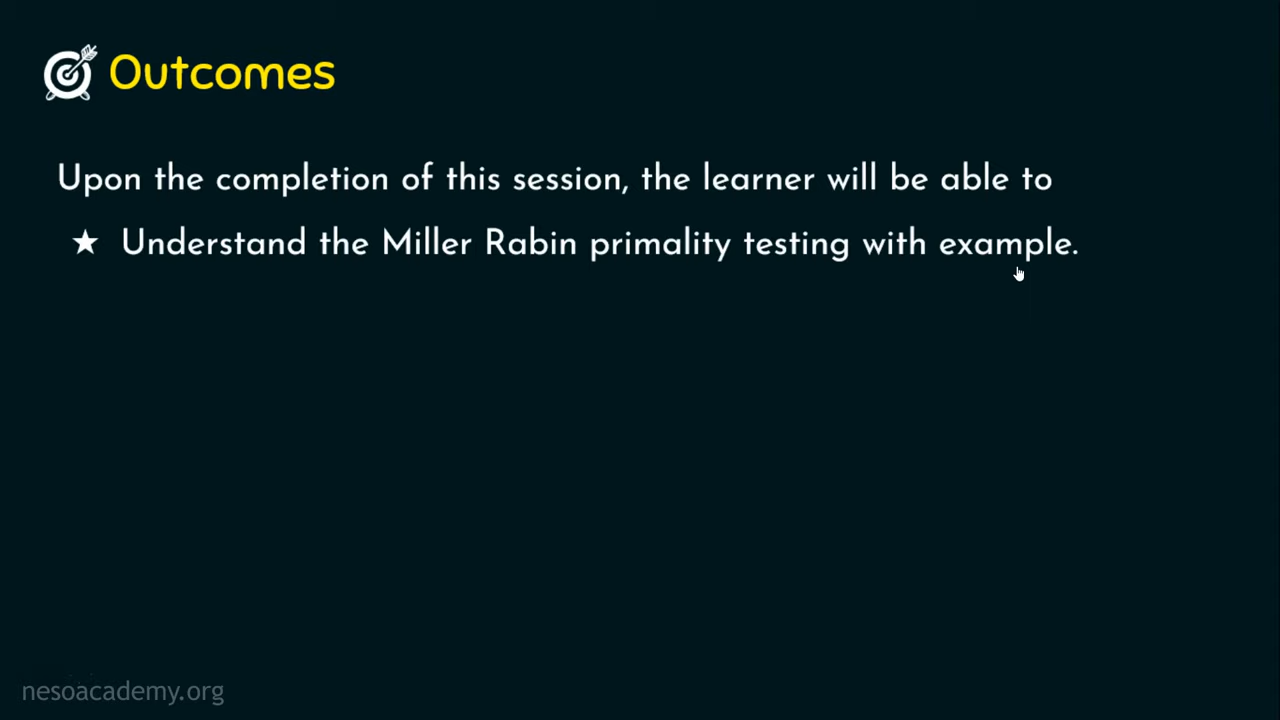 Outcomes
Upon the completion of this session, the learner will be able to
★ Understand the Miller Rabin primality testing with example.
nesoacademy.org